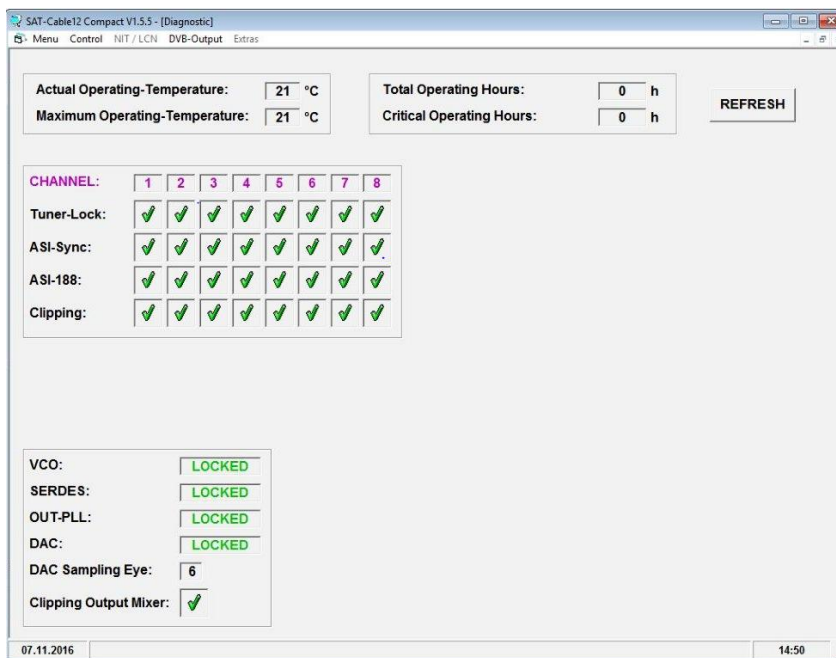 SAT-Cable12 Compact V1.5.5 - [Diagnostic]
Menu Control NIT / LCN DVB-Output Extras
Actual Operating-Temperature: 21 °C
Maximum Operating-Temperature: 21 °C
Total Operating Hours: 0 h
Critical Operating Hours: 0 h
REFRESH
CHANNEL: 1 2 3 4 5 6 7 8
Tuner-Lock:
ASI-Sync:
ASI-188:
Clipping:
VCO: LOCKED
SERDES: LOCKED
OUT-PLL: LOCKED
DAC: LOCKED
DAC Sampling Eye: 6
Clipping Output Mixer:
07.11.2016 14:50